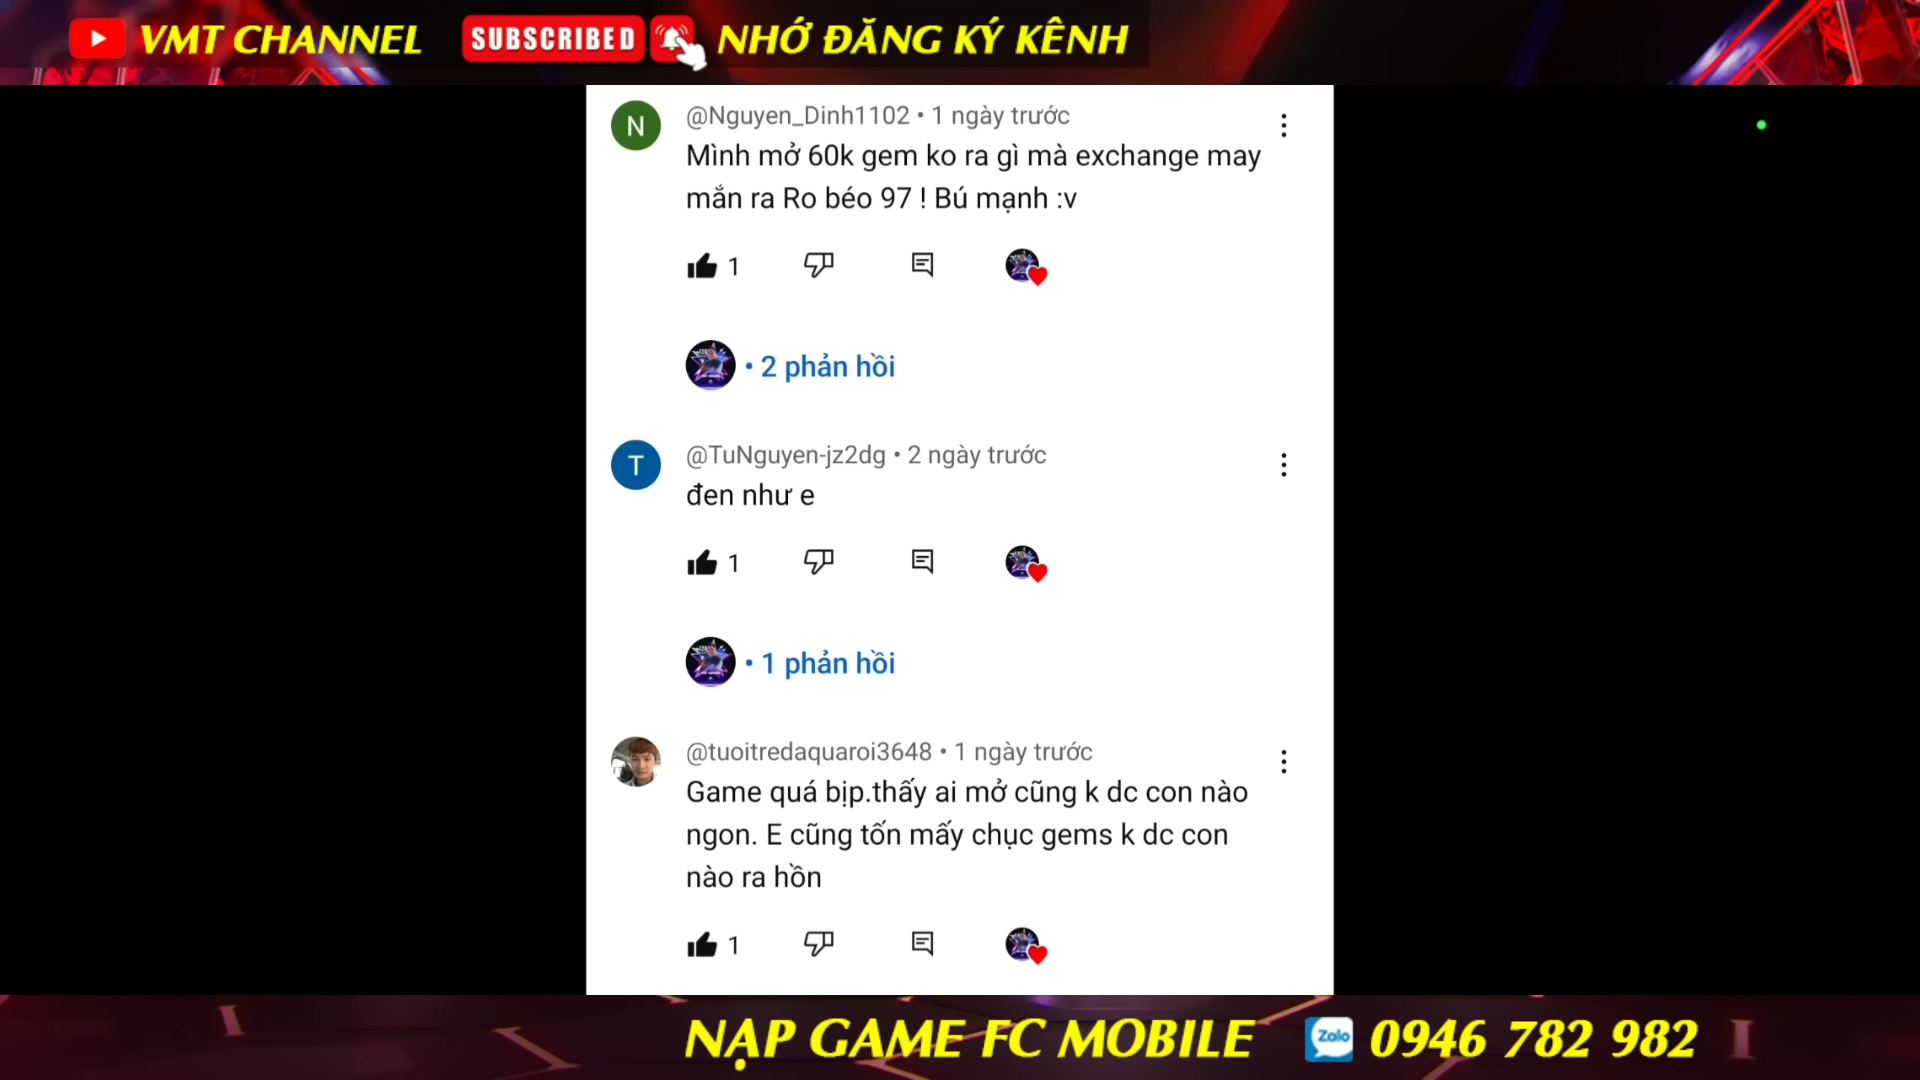 VMT CHANNEL SUBSCRIBED NHỚ ĐĂNG KÝ KÊNH
N @Nguyen_Dinh1102 • 1 ngày trước
Mình mở 60k gem ko ra gì mà exchange may
mắn ra Ro béo 97 ! Bú mạnh :v
1
• 2 phản hồi
T @TuNguyen-jz2dg • 2 ngày trước
đen như e
1
• 1 phản hồi
@tuoitredaquaroi3648 • 1 ngày trước
Game quá bịp.thấy ai mở cũng k dc con nào
ngon. E cũng tốn mấy chục gems k dc con
nào ra hồn
1
NẠP GAME FC MOBILE Zalo 0946 782 982